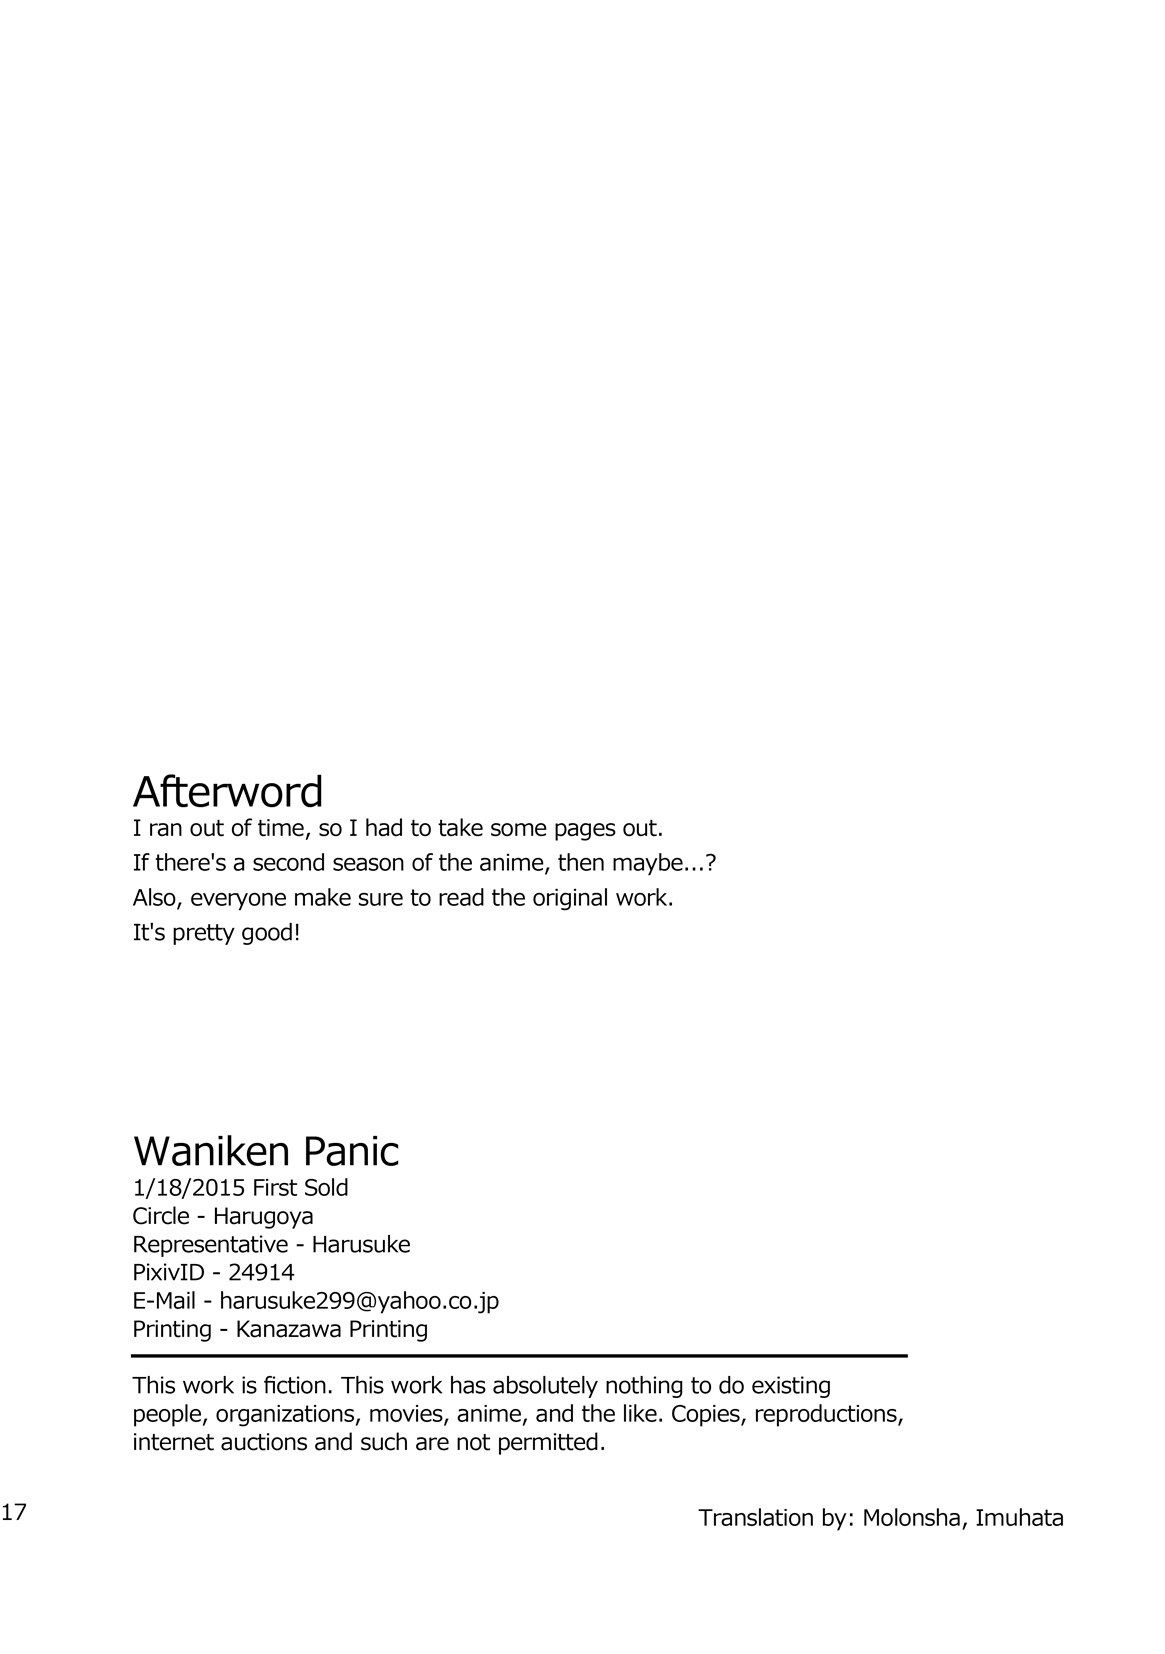 Afterword
I ran out of time, so I had to take some pages out.
If there's a second season of the anime, then maybe...?
Also, everyone make sure to read the original work.
It's pretty good!
Waniken Panic
1/18/2015 First Sold
Circle - Harugoya
Representative - Harusuke
PixivID - 24914
E-Mail - harusuke299@yahoo.co.jp
Printing - Kanazawa Printing
This work is fiction. This work has absolutely nothing to do existing
people, organizations, movies, anime, and the like. Copies, reproductions,
internet auctions and such are not permitted.
17
Translation by: Molonsha, Imuhata